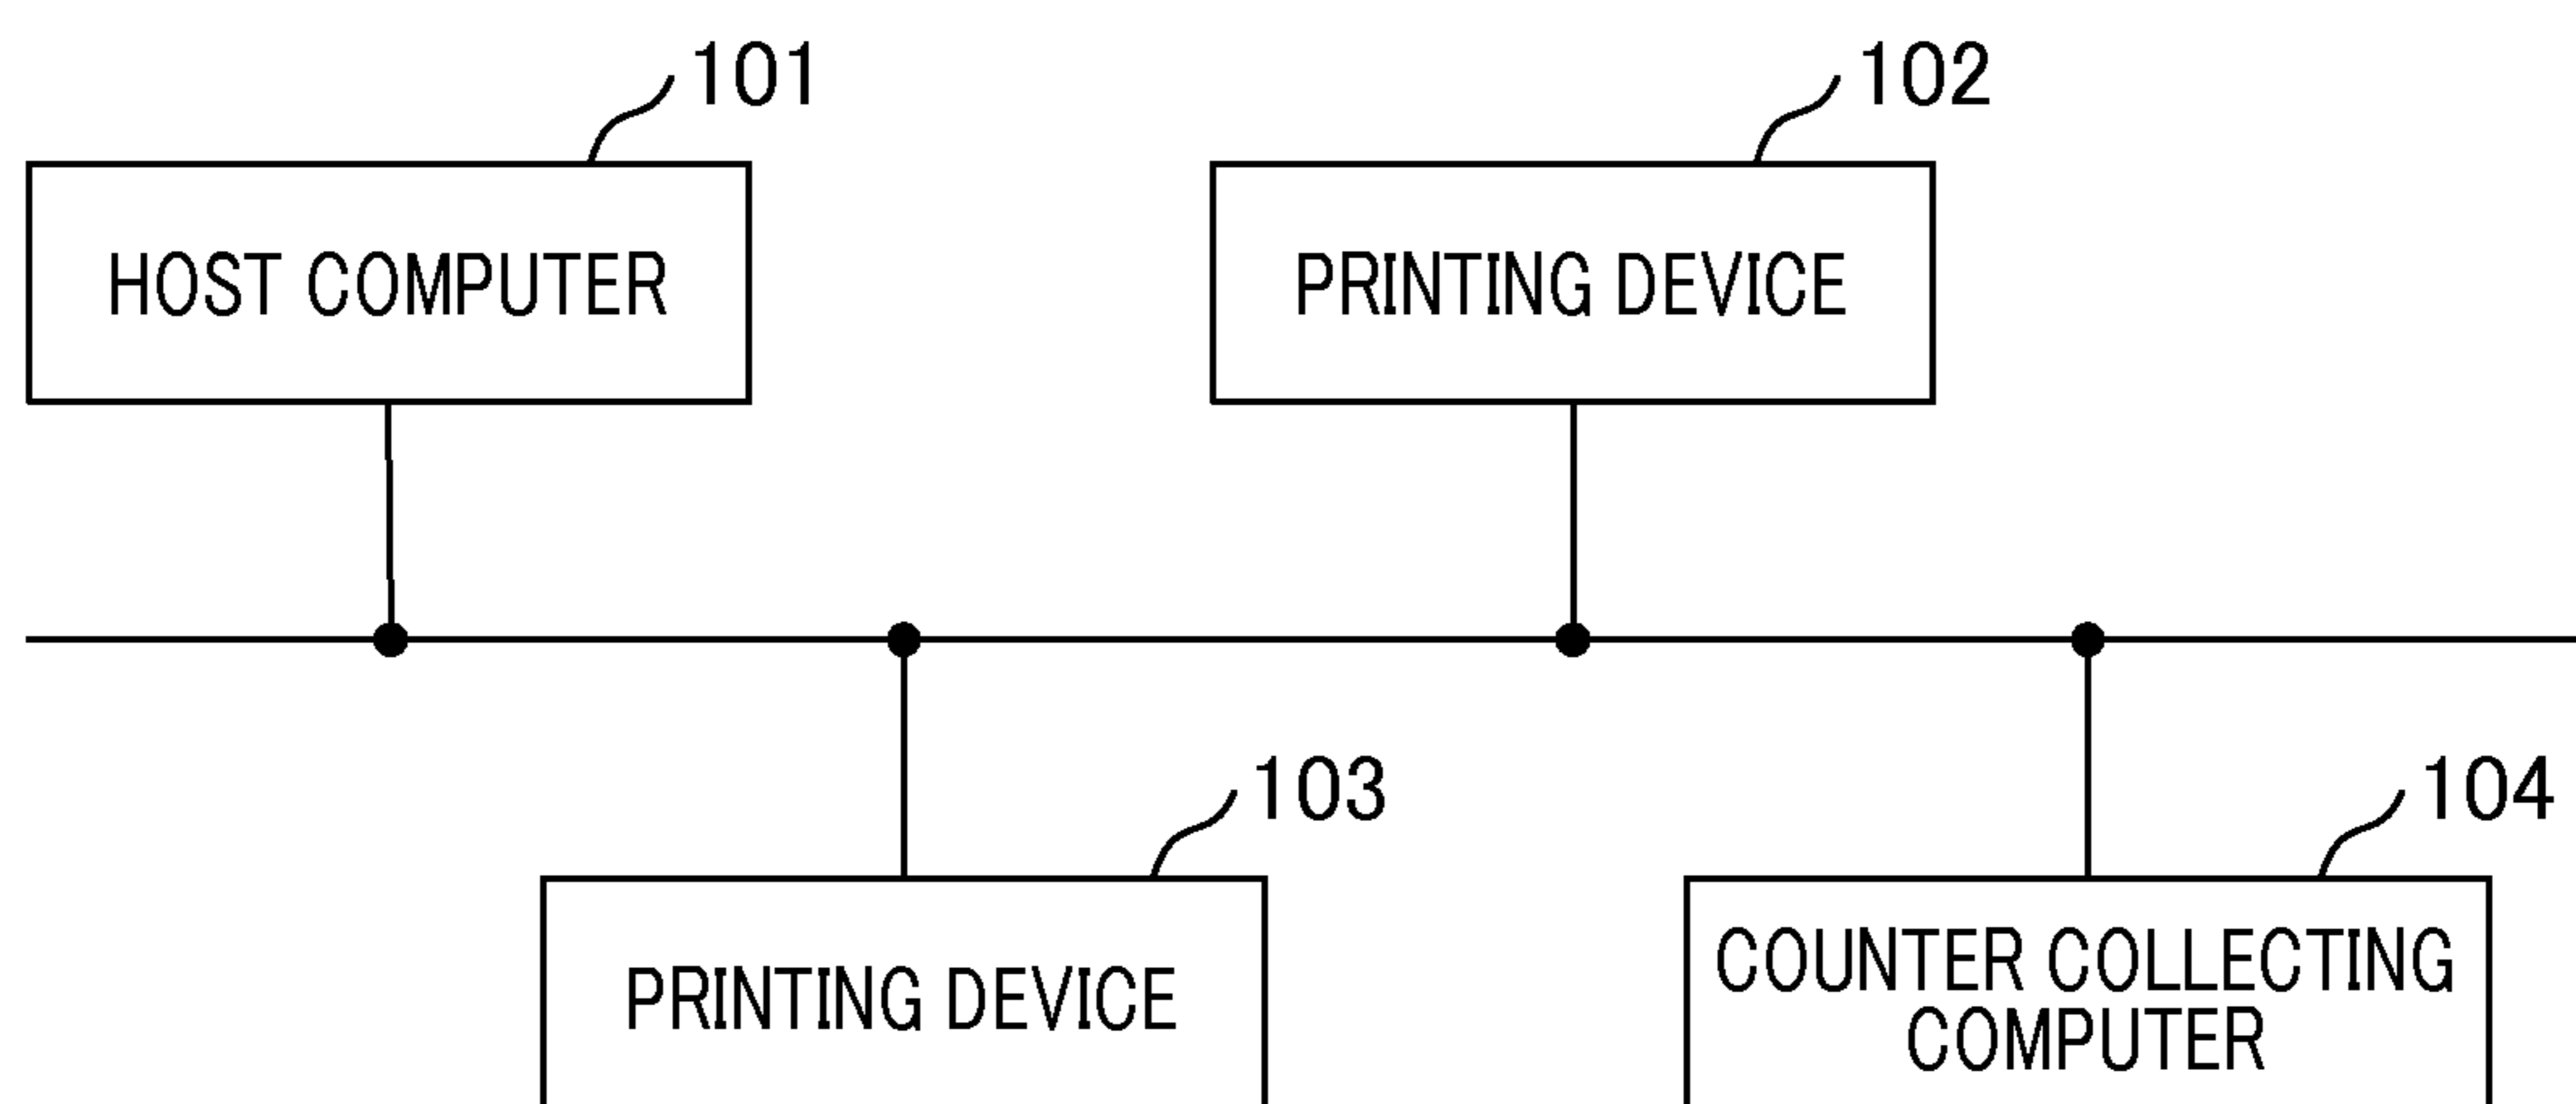 101
102
HOST COMPUTER
PRINTING DEVICE
103
104
PRINTING DEVICE
COUNTER COLLECTING
COMPUTER